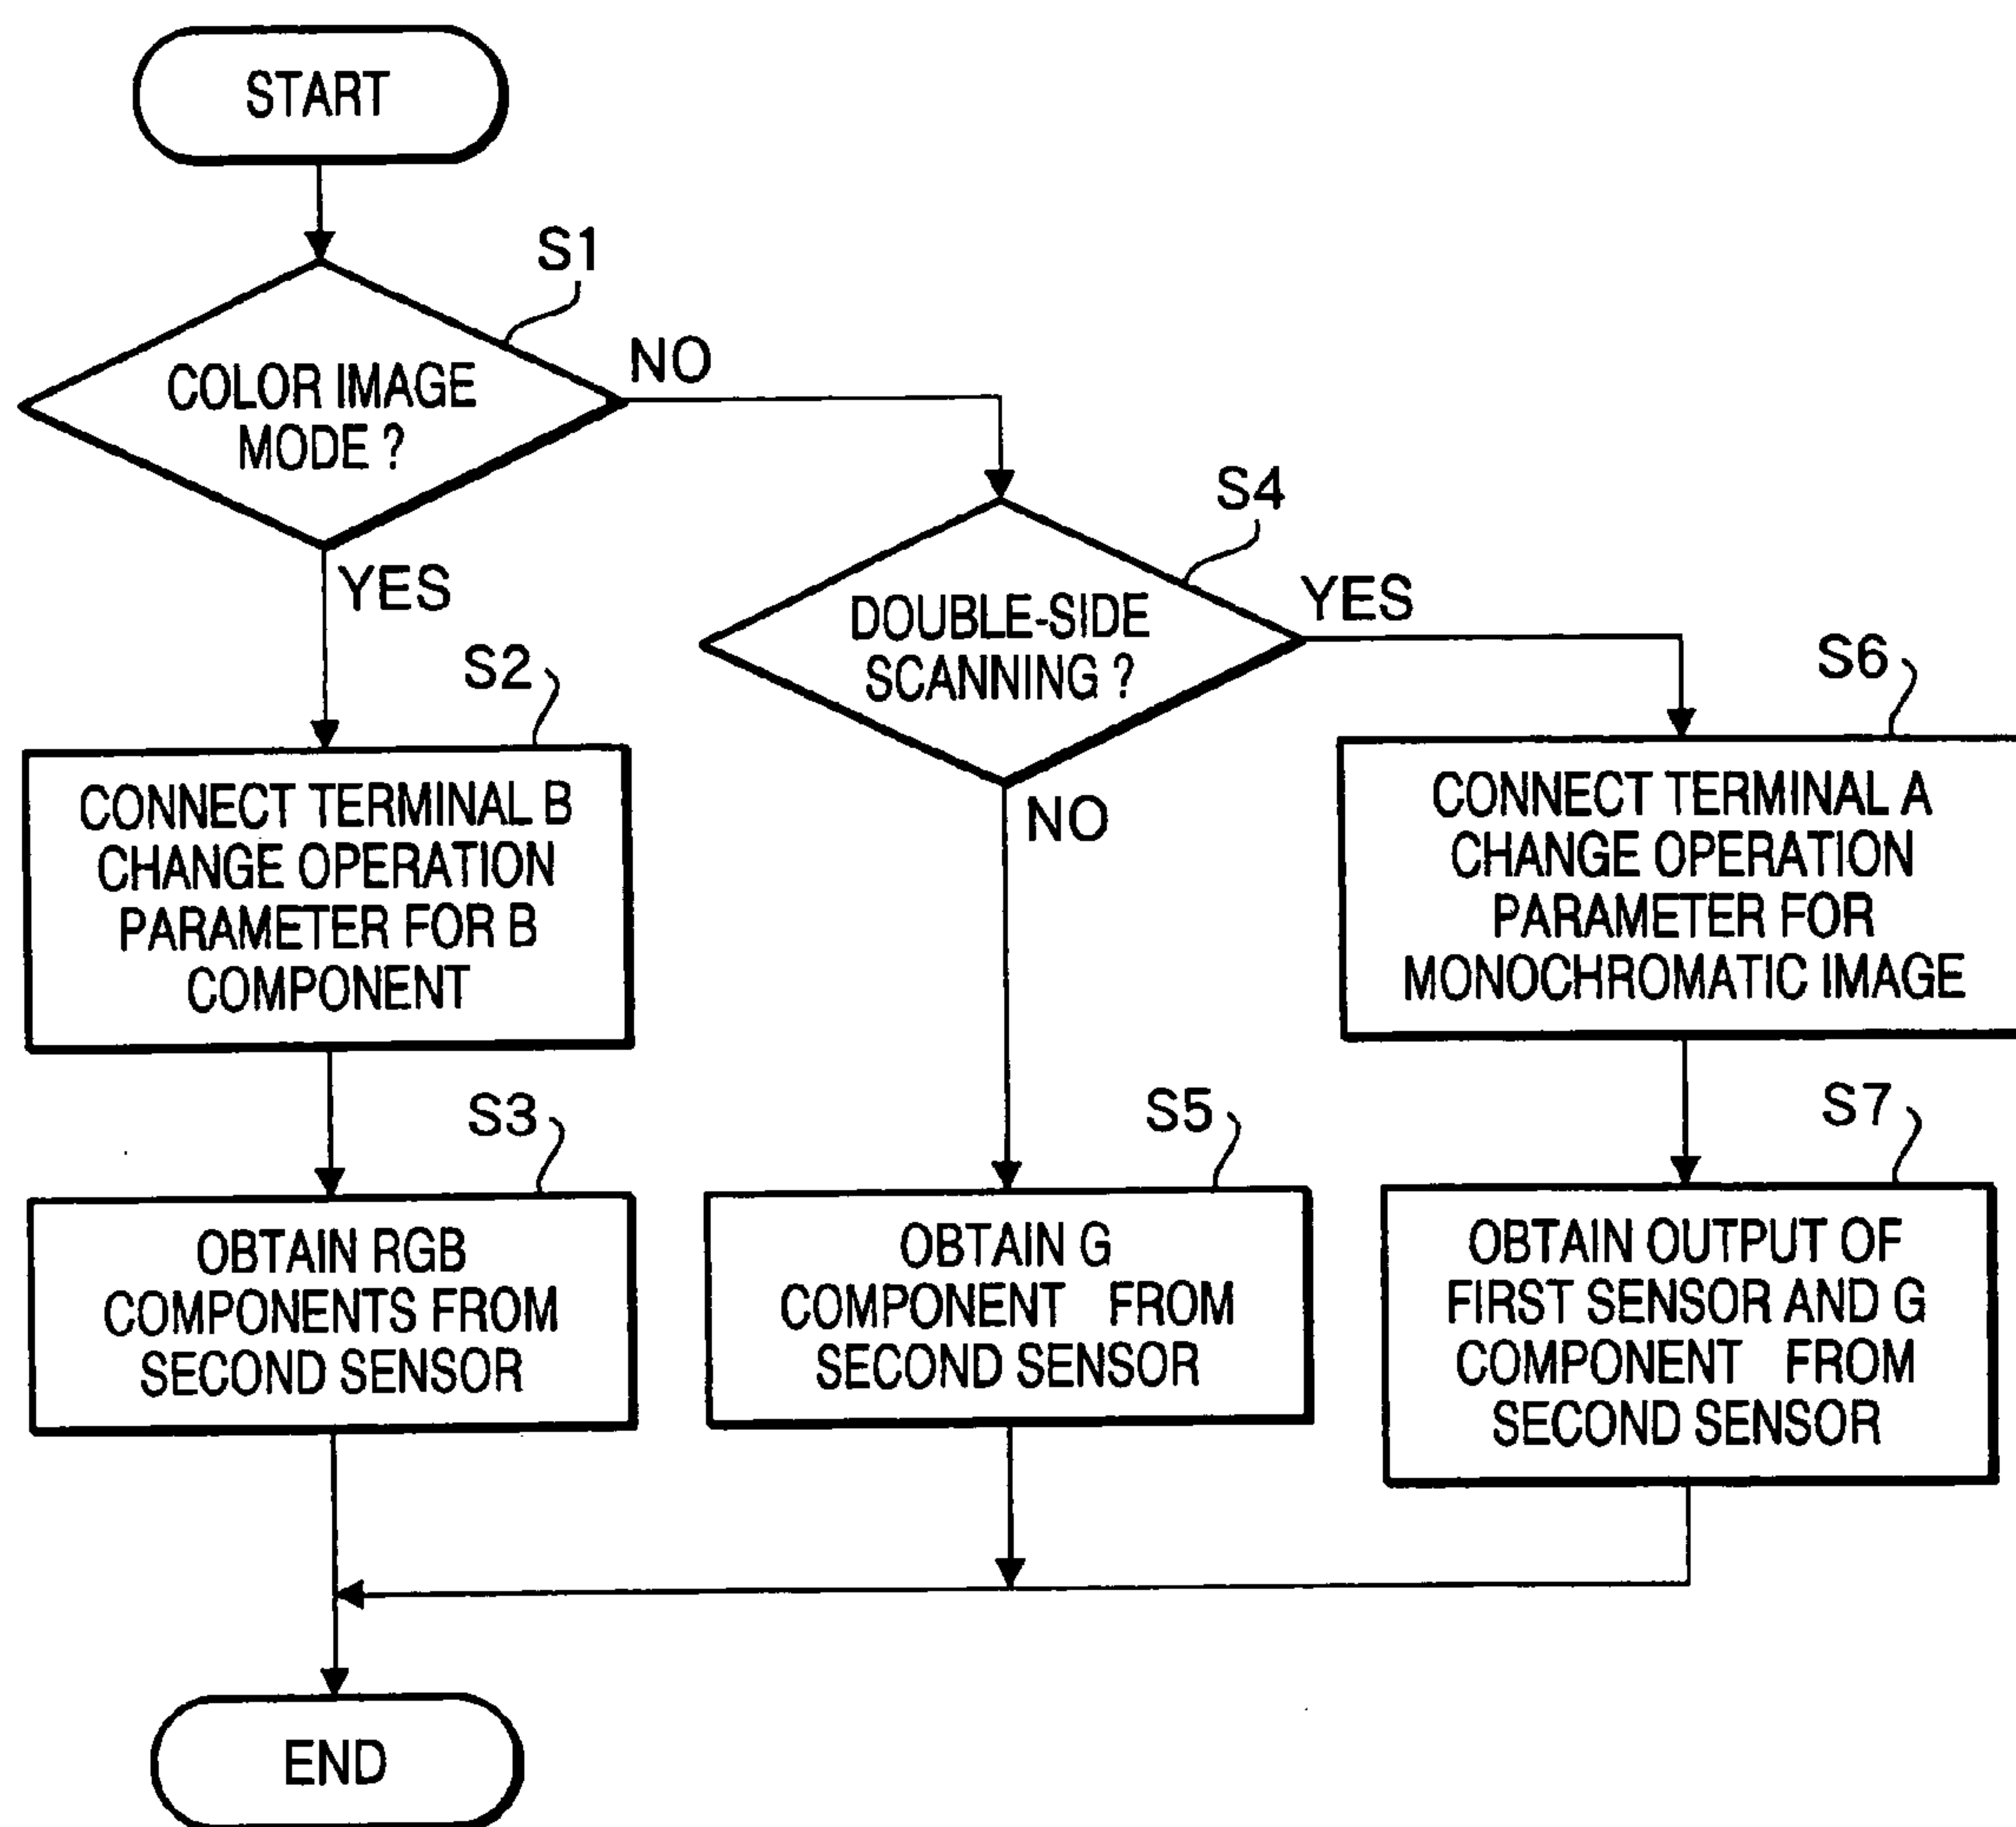 START
S1
COLOR IMAGE
MODE ?
NO
YES
S4
DOUBLE-SIDE
SCANNING ?
YES
NO
S2
CONNECT TERMINAL B
CHANGE OPERATION
PARAMETER FOR B
COMPONENT
S6
CONNECT TERMINAL A
CHANGE OPERATION
PARAMETER FOR
MONOCHROMATIC IMAGE
S3
OBTAIN RGB
COMPONENTS FROM
SECOND SENSOR
S5
OBTAIN G
COMPONENT FROM
SECOND SENSOR
S7
OBTAIN OUTPUT OF
FIRST SENSOR AND G
COMPONENT FROM
SECOND SENSOR
END